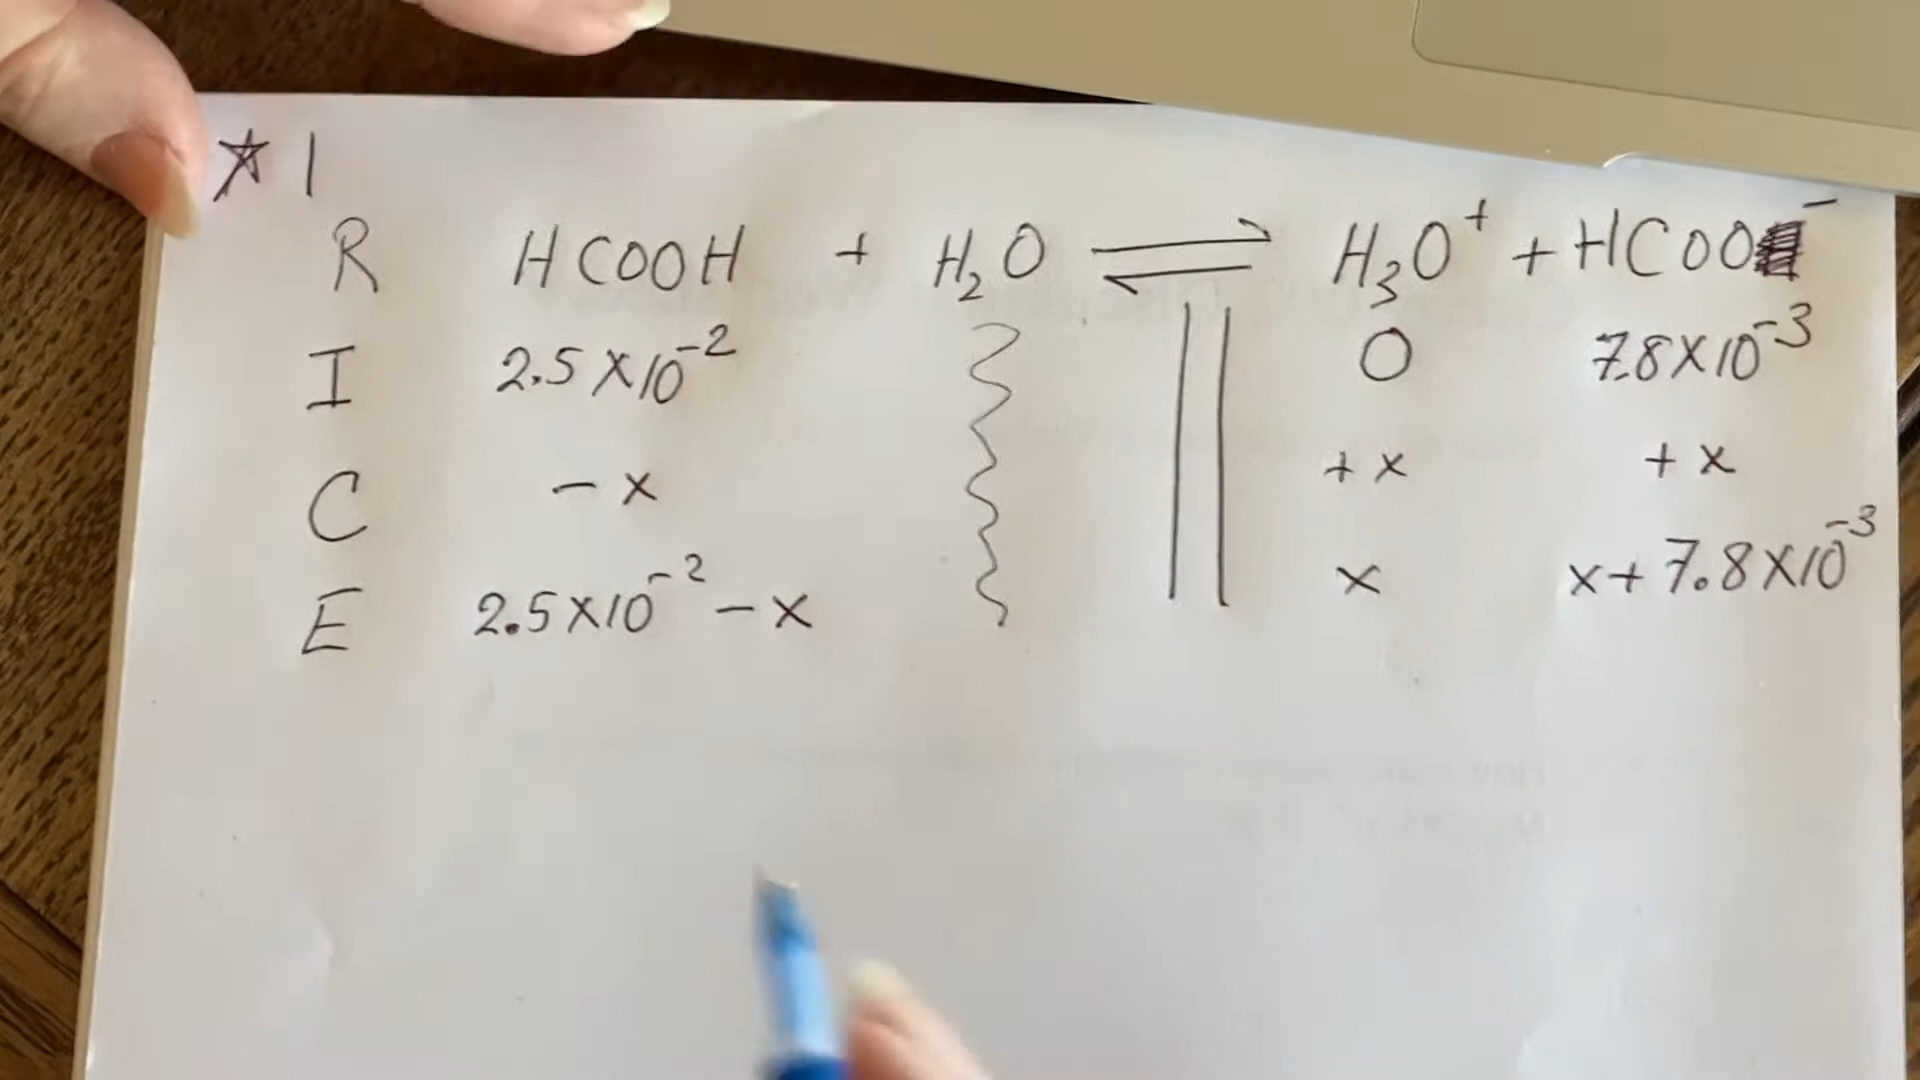 ☆ 1
R HCOOH + H₂O ⇌ H₃O⁺ + HCOO⁻
I 2.5 × 10⁻² 0 7.8 × 10⁻³
C - x + x + x
E 2.5 × 10⁻² - x x x + 7.8 × 10⁻³